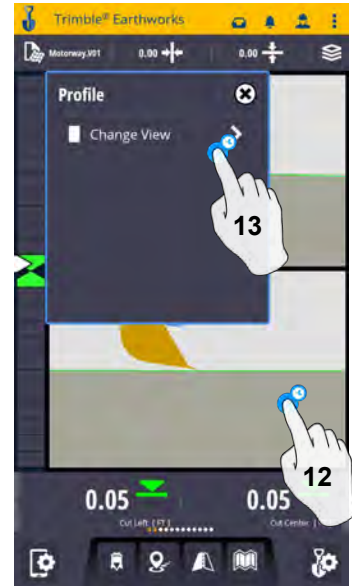 Trimble® Earthworks
Motorway.V01 0.00 0.00
Profile
Change View
13
12
0.05 0.05
Cut Left [FT] Cut Center [